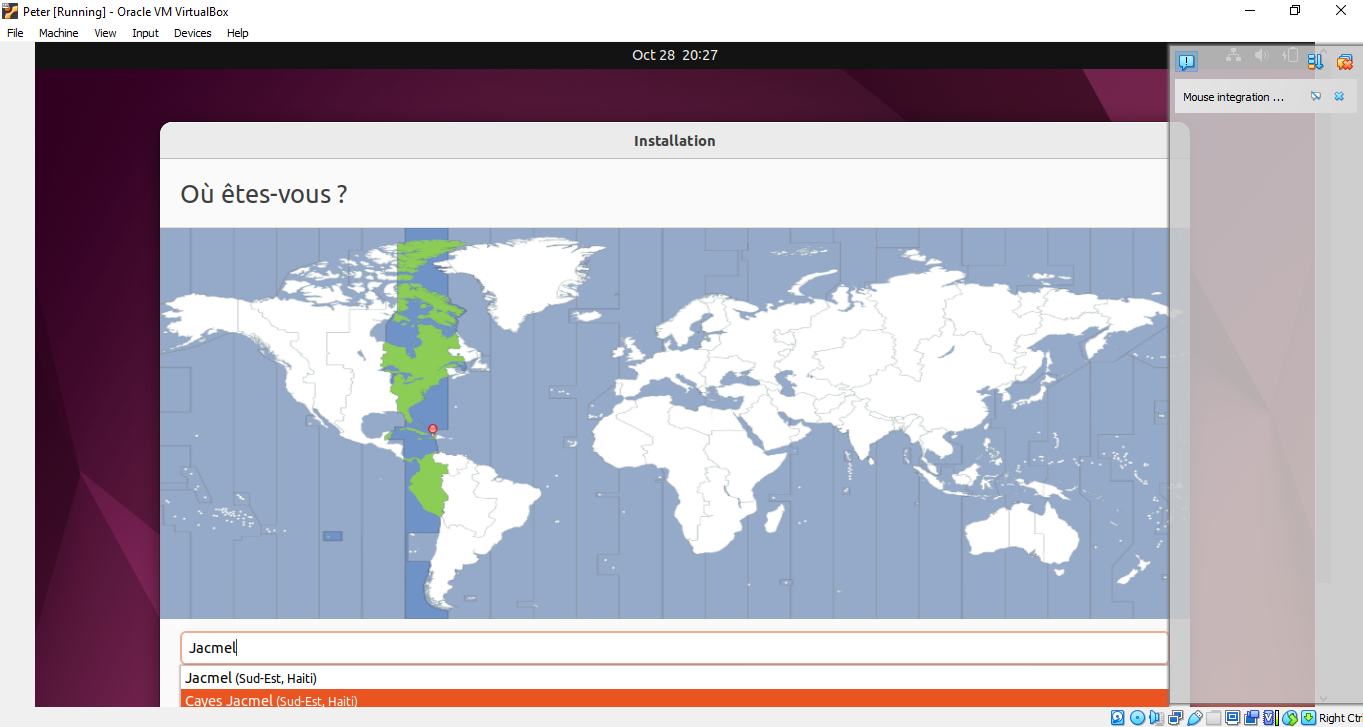 Peter [Running] - Oracle VM VirtualBox
File Machine View Input Devices Help
Oct 28 20:27
Mouse integration ...
Installation
Où êtes-vous ?
Jacmel
Jacmel (Sud-Est, Haiti)
Cayes Jacmel (Sud-Est, Haiti)
Right Ctrl